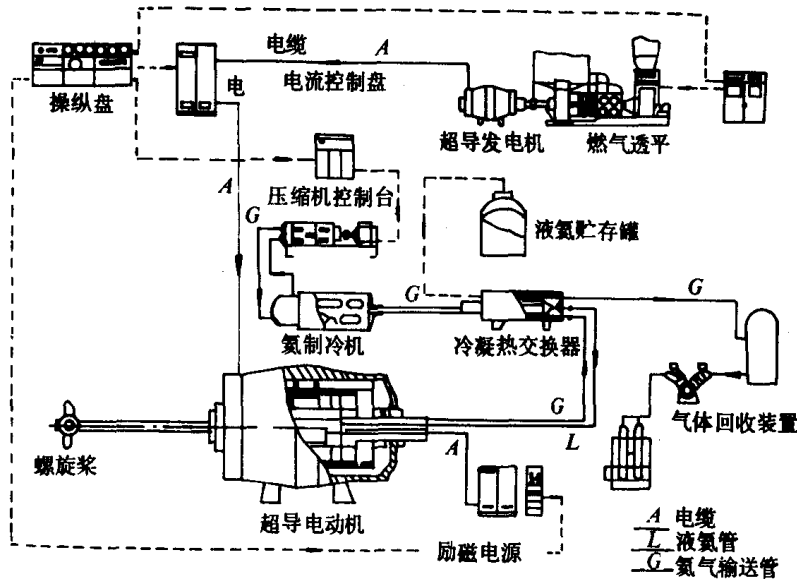 电缆
A
操纵盘
电
电流控制盘
超导发电机
燃气透平
A
压缩机控制台
G
液氦贮存罐
G
G
氦制冷机
冷凝热交换器
G
L
A
气体回收装置
螺旋桨
超导电动机
励磁电源
A 电缆
L 液氦管
G 氦气输送管